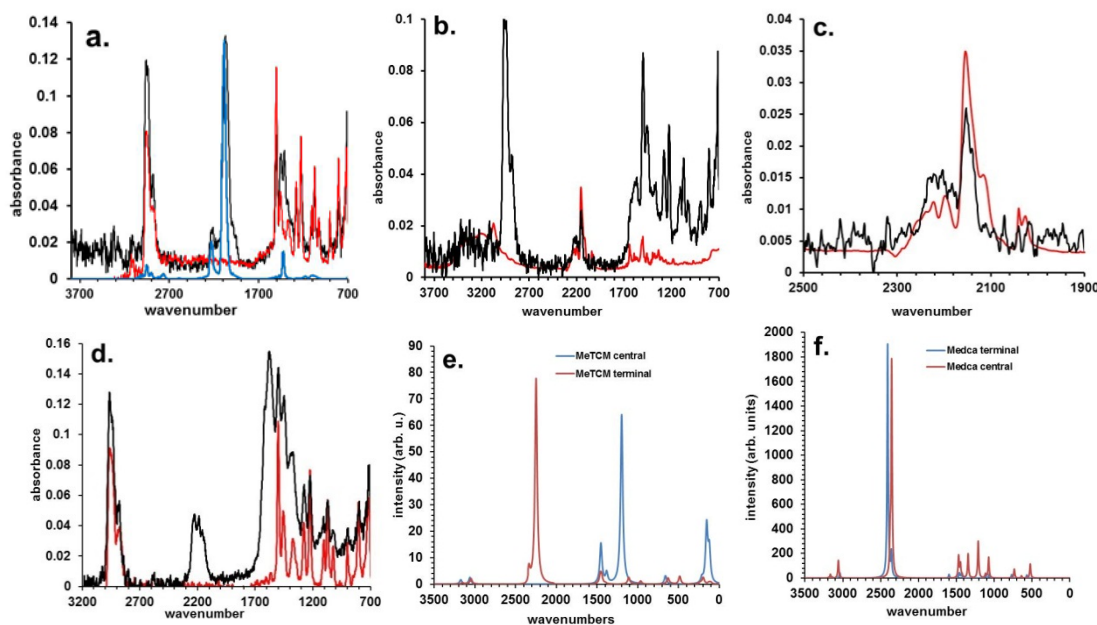 a.
0.14
0.12
0.1
0.08
0.06
0.04
0.02
0
absorbance
3700 2700 1700 700
wavenumber
b.
0.1
0.08
0.06
0.04
0.02
0
absorbance
3700 3200 2700 2200 1700 1200 700
wavenumber
c.
0.04
0.035
0.03
0.025
0.02
0.015
0.01
0.005
0
absorbance
2500 2300 2100 1900
wavenumber
d.
0.16
0.14
0.12
0.1
0.08
0.06
0.04
0.02
0
absorbance
3200 2700 2200 1700 1200 700
wavenumber
e.
MeTCM central
MeTCM terminal
90
80
70
60
50
40
30
20
10
0
intensity (arb. u.)
3500 3000 2500 2000 1500 1000 500 0
wavenumbers
f.
Medca terminal
Medca central
2000
1800
1600
1400
1200
1000
800
600
400
200
0
intensity (arb. units)
3500 3000 2500 2000 1500 1000 500 0
wavenumber